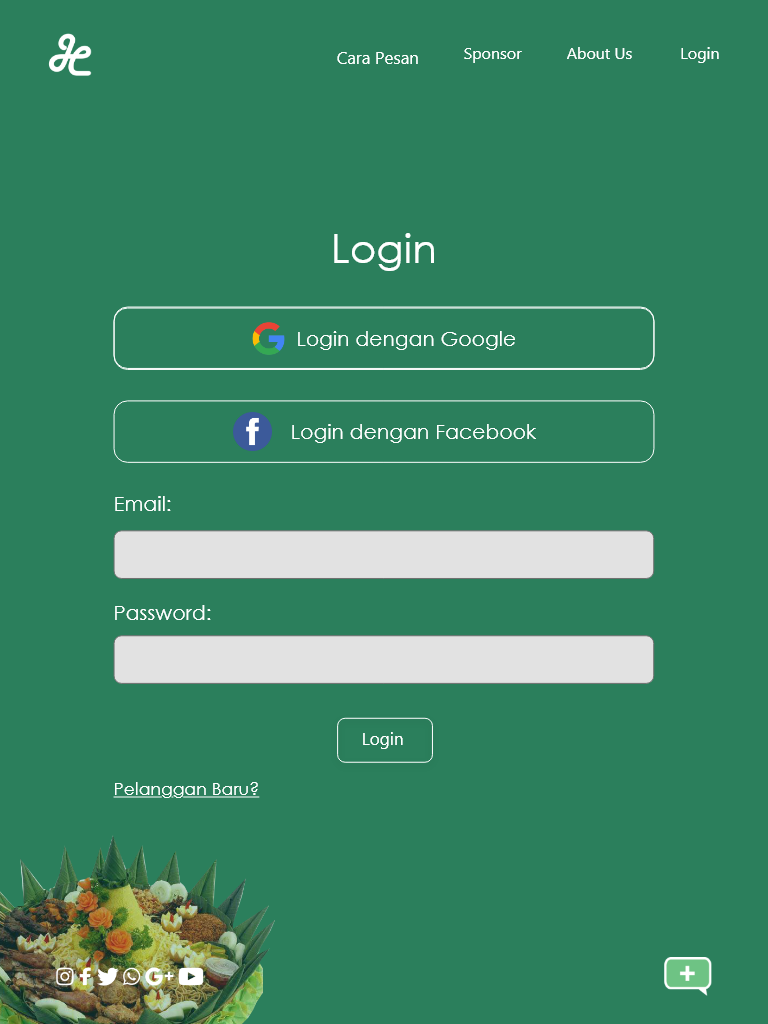 Cara Pesan
Sponsor
About Us
Login
Login
Login dengan Google
Login dengan Facebook
Email:
Password:
Login
Pelanggan Baru?